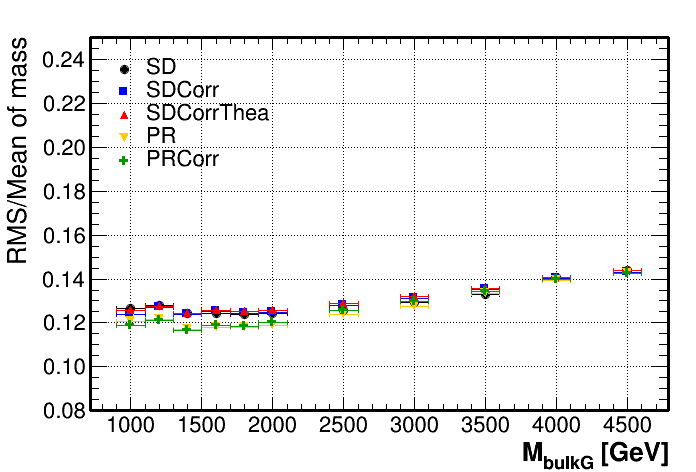 RMS/Mean of mass
0.24
0.22
0.20
0.18
0.16
0.14
0.12
0.10
0.08
SD
SDCorr
SDCorrThea
PR
PRCorr
1000 1500 2000 2500 3000 3500 4000 4500
M_bulkG [GeV]